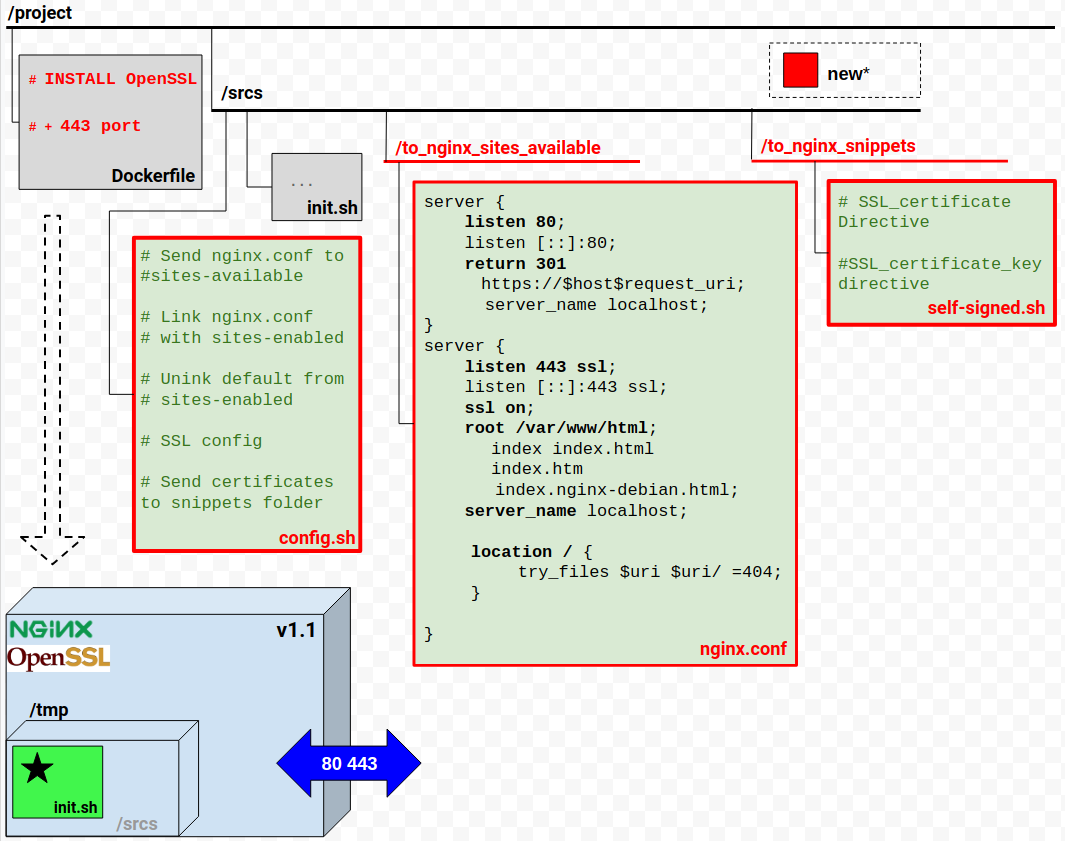 /project
# INSTALL OpenSSL
# + 443 port
Dockerfile
/srcs
new*
...
init.sh
/to_nginx_sites_available
/to_nginx_snippets
# Send nginx.conf to
#sites-available
# Link nginx.conf
# with sites-enabled
# Unink default from
# sites-enabled
# SSL config
# Send certificates
to snippets folder
config.sh
server {
listen 80;
listen [::]:80;
return 301
https://$host$request_uri;
server_name localhost;
}
server {
listen 443 ssl;
listen [::]:443 ssl;
ssl on;
root /var/www/html;
index index.html
index.htm
index.nginx-debian.html;
server_name localhost;
location / {
try_files $uri $uri/ =404;
}
}
nginx.conf
# SSL_certificate
Directive
#SSL_certificate_key
directive
self-signed.sh
NGINX
v1.1
OpenSSL
/tmp
init.sh
/srcs
80 443